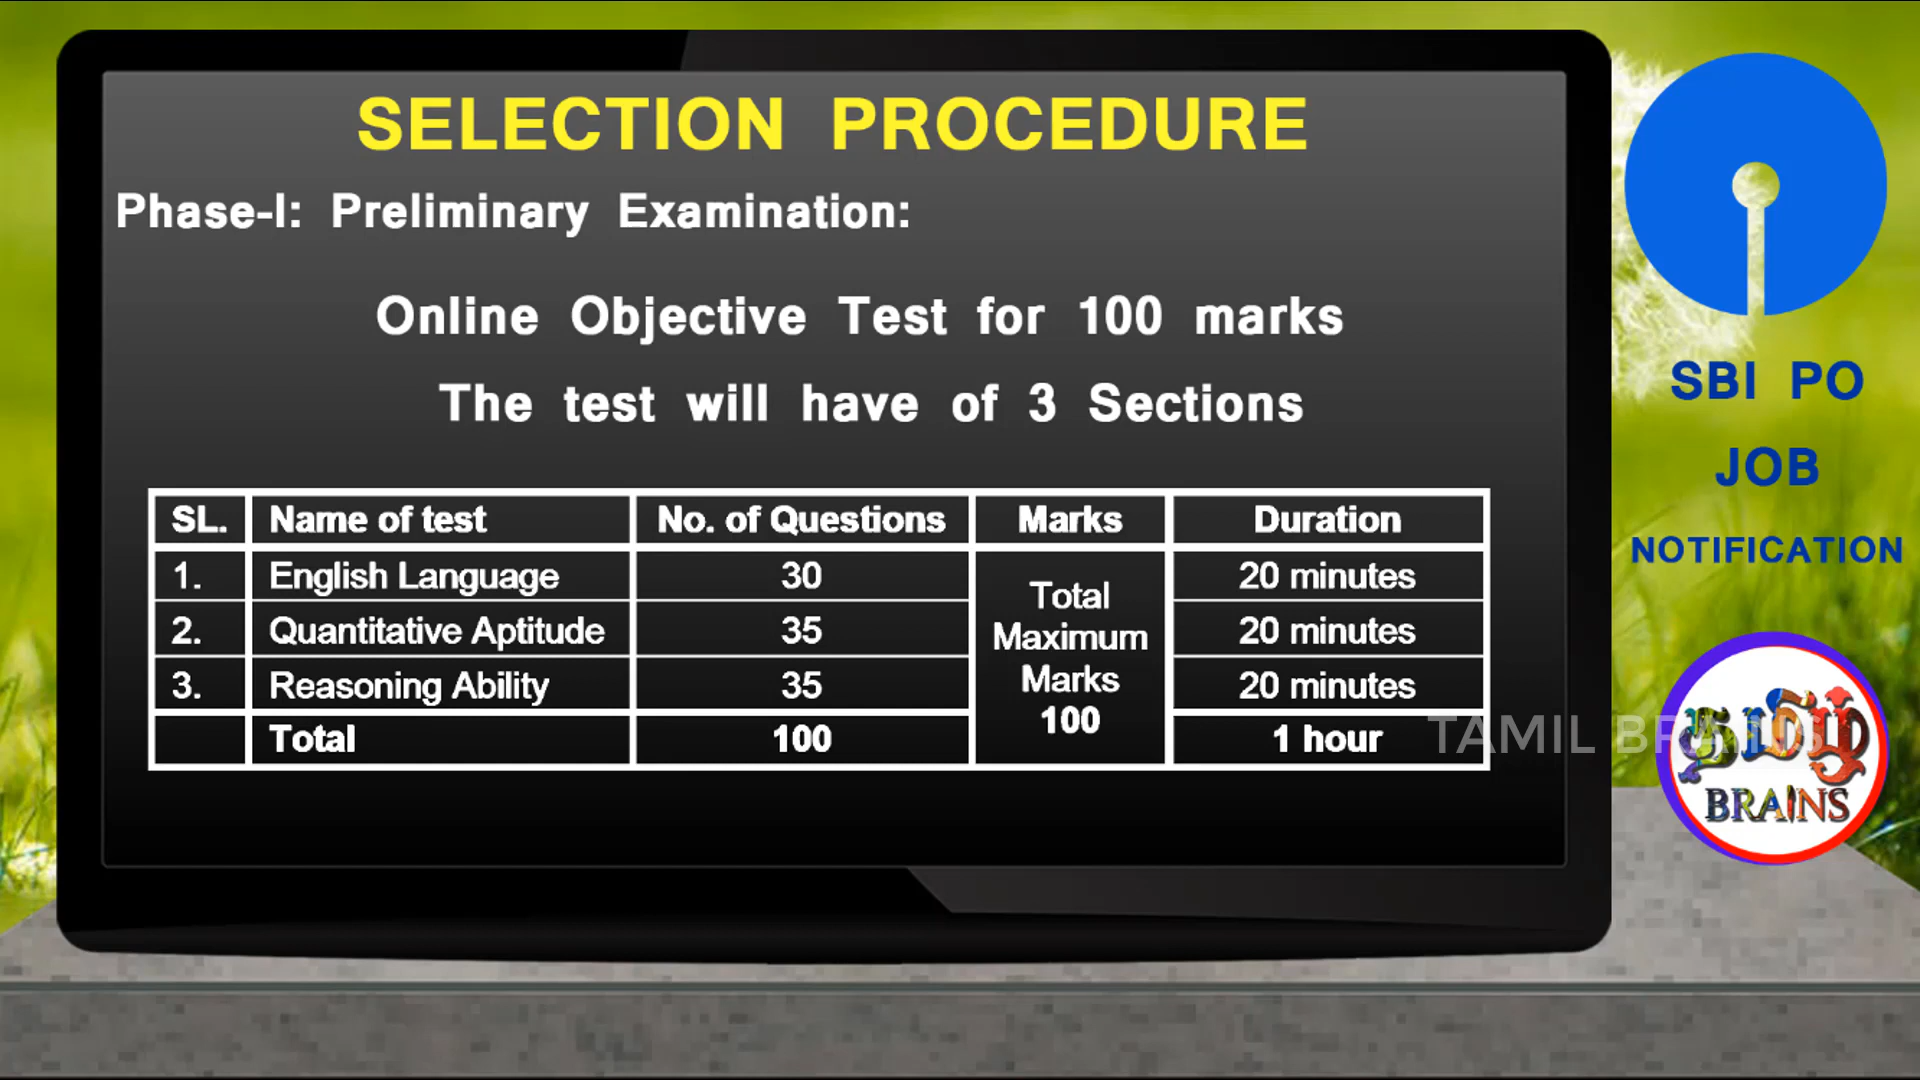 SELECTION PROCEDURE
Phase-I: Preliminary Examination:
Online Objective Test for 100 marks
The test will have of 3 Sections
SL. Name of test No. of Questions Marks Duration
1. English Language 30 20 minutes
2. Quantitative Aptitude 35 20 minutes
3. Reasoning Ability 35 20 minutes
Total Maximum Marks 100
Total 100 1 hour
SBI PO
JOB
NOTIFICATION
TAMIL BRAINS
தமிழ்
BRAINS